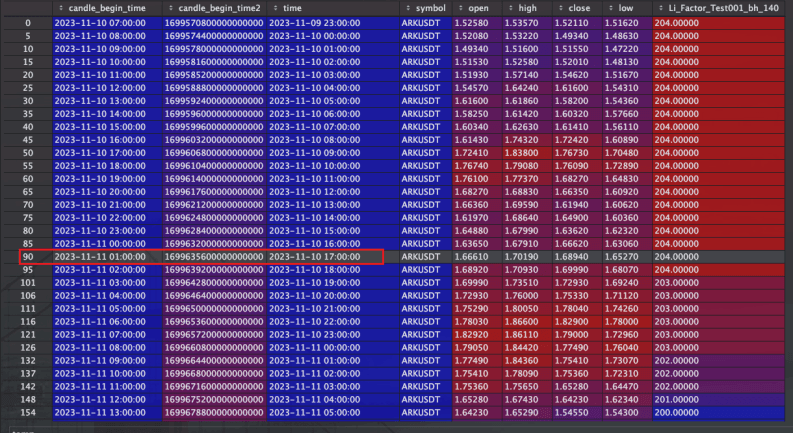 candle_begin_time candle_begin_time2 time symbol open high close low Li_Factor_Test001_bh_140
0 2023-11-10 07:00:00 1699570800000000000 2023-11-09 23:00:00 ARKUSDT 1.52580 1.53570 1.52110 1.51620 204.00000
5 2023-11-10 08:00:00 1699574400000000000 2023-11-10 00:00:00 ARKUSDT 1.52080 1.53220 1.49340 1.48630 204.00000
10 2023-11-10 09:00:00 1699578000000000000 2023-11-10 01:00:00 ARKUSDT 1.49340 1.51600 1.51550 1.47220 204.00000
15 2023-11-10 10:00:00 1699581600000000000 2023-11-10 02:00:00 ARKUSDT 1.51530 1.52580 1.52010 1.48130 204.00000
20 2023-11-10 11:00:00 1699585200000000000 2023-11-10 03:00:00 ARKUSDT 1.51930 1.57140 1.54620 1.51670 204.00000
25 2023-11-10 12:00:00 1699588800000000000 2023-11-10 04:00:00 ARKUSDT 1.54570 1.64240 1.61600 1.54310 204.00000
30 2023-11-10 13:00:00 1699592400000000000 2023-11-10 05:00:00 ARKUSDT 1.61600 1.61860 1.58200 1.54360 204.00000
35 2023-11-10 14:00:00 1699596000000000000 2023-11-10 06:00:00 ARKUSDT 1.58250 1.61420 1.60320 1.57660 204.00000
40 2023-11-10 15:00:00 1699599600000000000 2023-11-10 07:00:00 ARKUSDT 1.60340 1.62630 1.61410 1.56110 204.00000
45 2023-11-10 16:00:00 1699603200000000000 2023-11-10 08:00:00 ARKUSDT 1.61430 1.74320 1.72420 1.60890 204.00000
50 2023-11-10 17:00:00 1699606800000000000 2023-11-10 09:00:00 ARKUSDT 1.72410 1.83800 1.76730 1.70480 204.00000
55 2023-11-10 18:00:00 1699610400000000000 2023-11-10 10:00:00 ARKUSDT 1.76740 1.79080 1.76090 1.72890 204.00000
60 2023-11-10 19:00:00 1699614000000000000 2023-11-10 11:00:00 ARKUSDT 1.76100 1.77370 1.68270 1.64830 204.00000
65 2023-11-10 20:00:00 1699617600000000000 2023-11-10 12:00:00 ARKUSDT 1.68270 1.68830 1.66350 1.60920 204.00000
70 2023-11-10 21:00:00 1699621200000000000 2023-11-10 13:00:00 ARKUSDT 1.66360 1.69590 1.61940 1.60620 204.00000
75 2023-11-10 22:00:00 1699624800000000000 2023-11-10 14:00:00 ARKUSDT 1.61970 1.68640 1.64900 1.60360 204.00000
80 2023-11-10 23:00:00 1699628400000000000 2023-11-10 15:00:00 ARKUSDT 1.64880 1.67990 1.63620 1.62320 204.00000
85 2023-11-11 00:00:00 1699632000000000000 2023-11-10 16:00:00 ARKUSDT 1.63650 1.67910 1.66620 1.63060 204.00000
90 2023-11-11 01:00:00 1699635600000000000 2023-11-10 17:00:00 ARKUSDT 1.66610 1.70190 1.68940 1.65270 204.00000
95 2023-11-11 02:00:00 1699639200000000000 2023-11-10 18:00:00 ARKUSDT 1.68920 1.70930 1.69990 1.68070 204.00000
101 2023-11-11 03:00:00 1699642800000000000 2023-11-10 19:00:00 ARKUSDT 1.69990 1.73510 1.72930 1.69240 203.00000
106 2023-11-11 04:00:00 1699646400000000000 2023-11-10 20:00:00 ARKUSDT 1.72930 1.76000 1.75330 1.71120 203.00000
111 2023-11-11 05:00:00 1699650000000000000 2023-11-10 21:00:00 ARKUSDT 1.75290 1.80050 1.78040 1.74260 203.00000
116 2023-11-11 06:00:00 1699653600000000000 2023-11-10 22:00:00 ARKUSDT 1.78030 1.86600 1.82900 1.78000 203.00000
121 2023-11-11 07:00:00 1699657200000000000 2023-11-10 23:00:00 ARKUSDT 1.82920 1.86110 1.79000 1.72960 203.00000
126 2023-11-11 08:00:00 1699660800000000000 2023-11-11 00:00:00 ARKUSDT 1.79050 1.84420 1.77490 1.76040 203.00000
132 2023-11-11 09:00:00 1699664400000000000 2023-11-11 01:00:00 ARKUSDT 1.77490 1.84360 1.75410 1.73070 202.00000
137 2023-11-11 10:00:00 1699668000000000000 2023-11-11 02:00:00 ARKUSDT 1.75410 1.78090 1.75360 1.72310 202.00000
142 2023-11-11 11:00:00 1699671600000000000 2023-11-11 03:00:00 ARKUSDT 1.75360 1.75650 1.65280 1.64470 202.00000
148 2023-11-11 12:00:00 1699675200000000000 2023-11-11 04:00:00 ARKUSDT 1.65280 1.67430 1.64230 1.62340 201.00000
154 2023-11-11 13:00:00 1699678800000000000 2023-11-11 05:00:00 ARKUSDT 1.64230 1.65290 1.54550 1.54300 200.00000